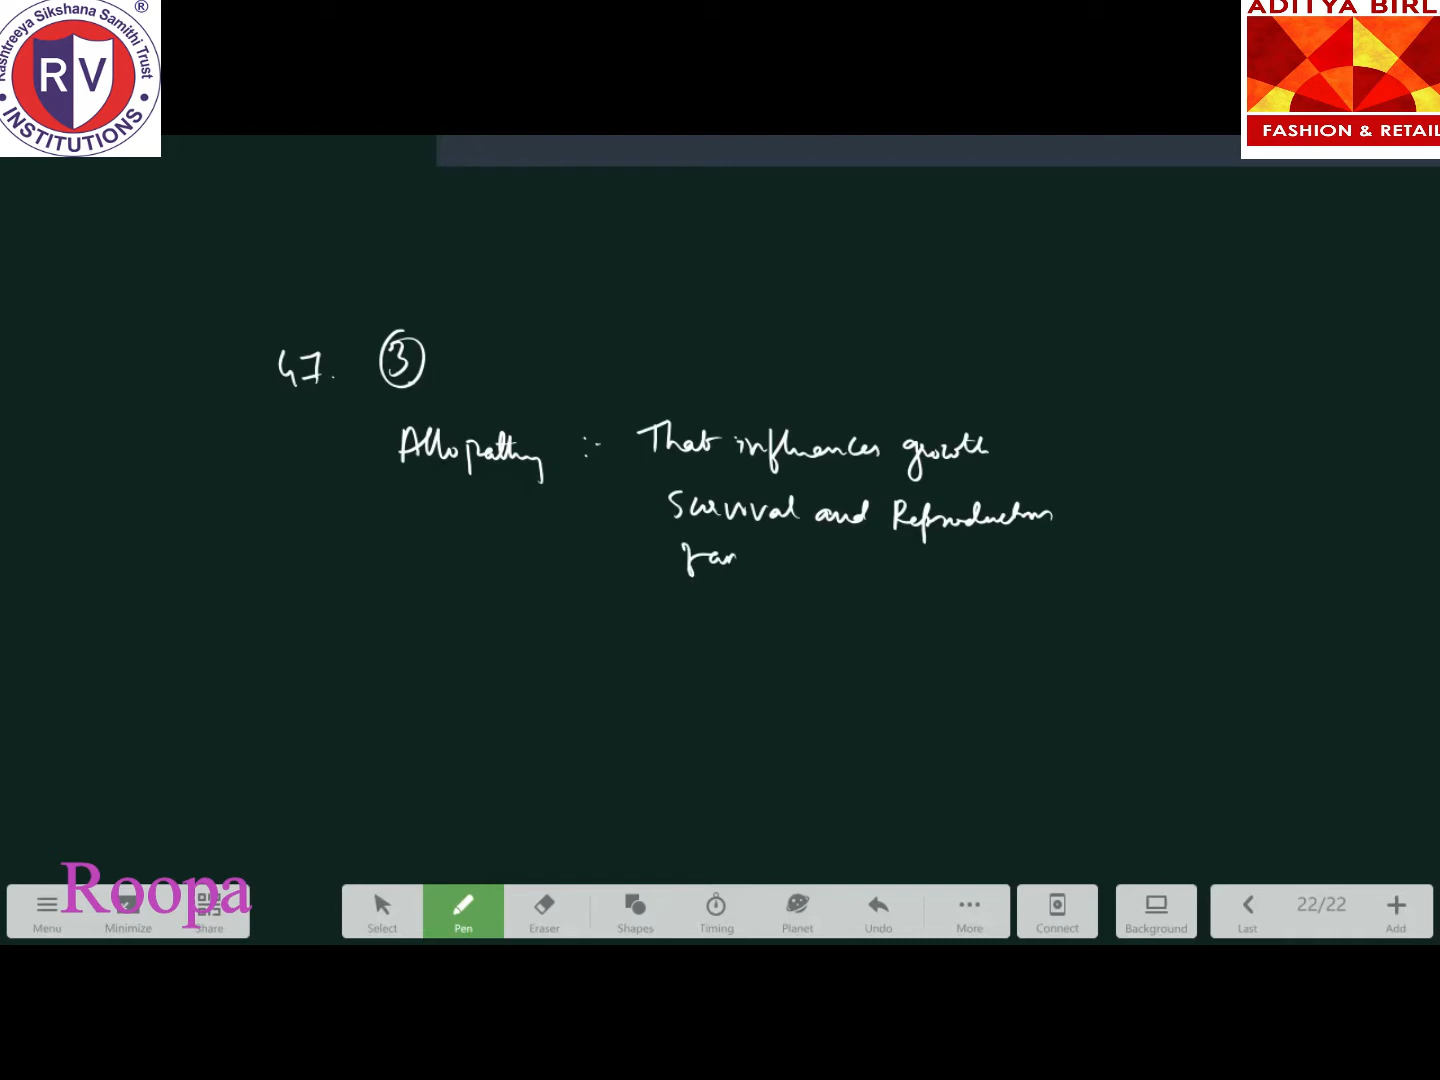 Rashtreeya Sikshana Samithi Trust
®
RV
• INSTITUTIONS •
ADITYA BIRL
FASHION & RETAIL
47. 3
Allopathy :- That influences growth
Survival and Reproduction
Roopa
Menu
Minimize
Share
Select
Pen
Eraser
Shapes
Timing
Planet
Undo
More
Connect
Background
Last
22/22
Add